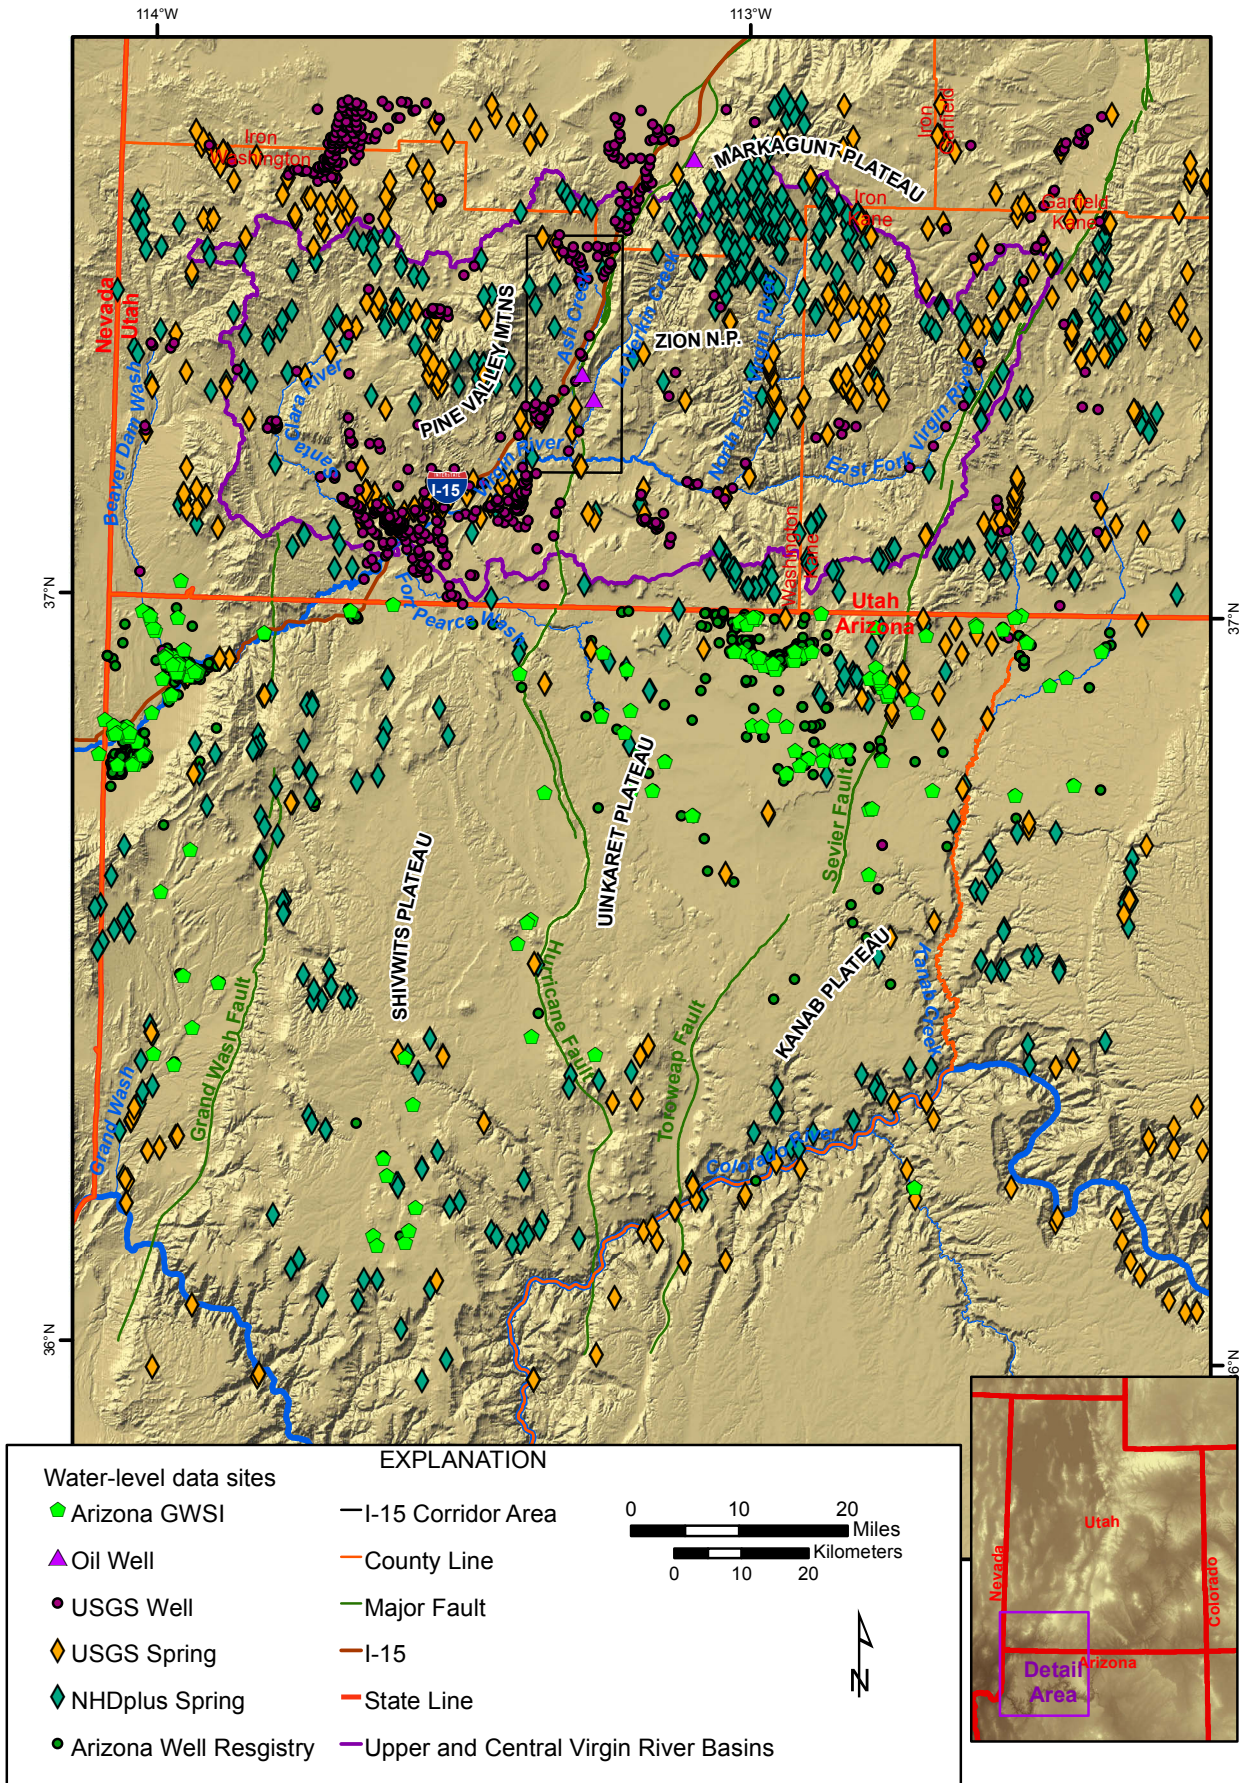 114°W
113°W
Iron
Washington
MARKAGUNT PLATEAU
Iron
Garfield
Iron
Kane
Garfield
Kane
Nevada
Utah
PINE VALLEY MTNS
Ash Creek
La Verkin Creek
ZION N.P.
North Fork Virgin River
East Fork Virgin River
Beaver Dam Wash
Santa Clara River
Virgin River
I-15
Washington
Kane
37°N
37°N
Fort Pearce Wash
Utah
Arizona
SHIVWITS PLATEAU
UINKARET PLATEAU
Sevier Fault
KANAB PLATEAU
Kanab Creek
Hurricane Fault
Toroweap Fault
Grand Wash Fault
Grand Wash
Colorado River
36°N
36°N
EXPLANATION
Water-level data sites
Arizona GWSI
Oil Well
USGS Well
USGS Spring
NHDplus Spring
Arizona Well Resgistry
I-15 Corridor Area
County Line
Major Fault
I-15
State Line
Upper and Central Virgin River Basins
0 10 20
Miles
Kilometers
0 10 20
N
Utah
Nevada
Colorado
Arizona
Detail
Area